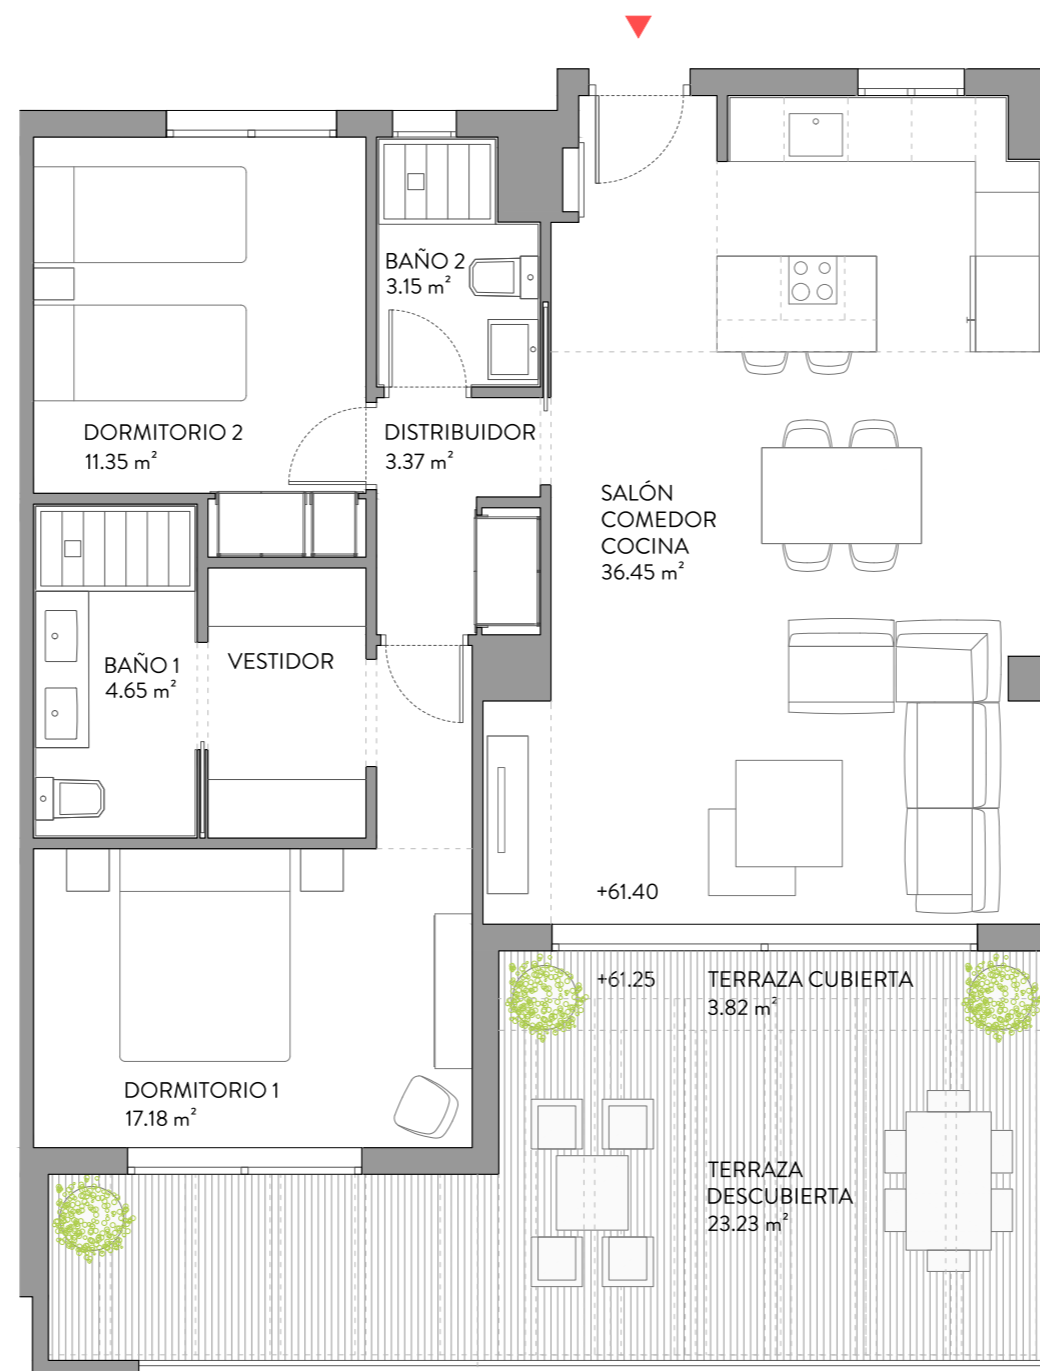 BAÑO 2
3.15 m²
DORMITORIO 2
11.35 m²
DISTRIBUIDOR
3.37 m²
SALÓN
COMEDOR
COCINA
36.45 m²
BAÑO 1
4.65 m²
VESTIDOR
+61.40
+61.25
TERRAZA CUBIERTA
3.82 m²
DORMITORIO 1
17.18 m²
TERRAZA
DESCUBIERTA
23.23 m²